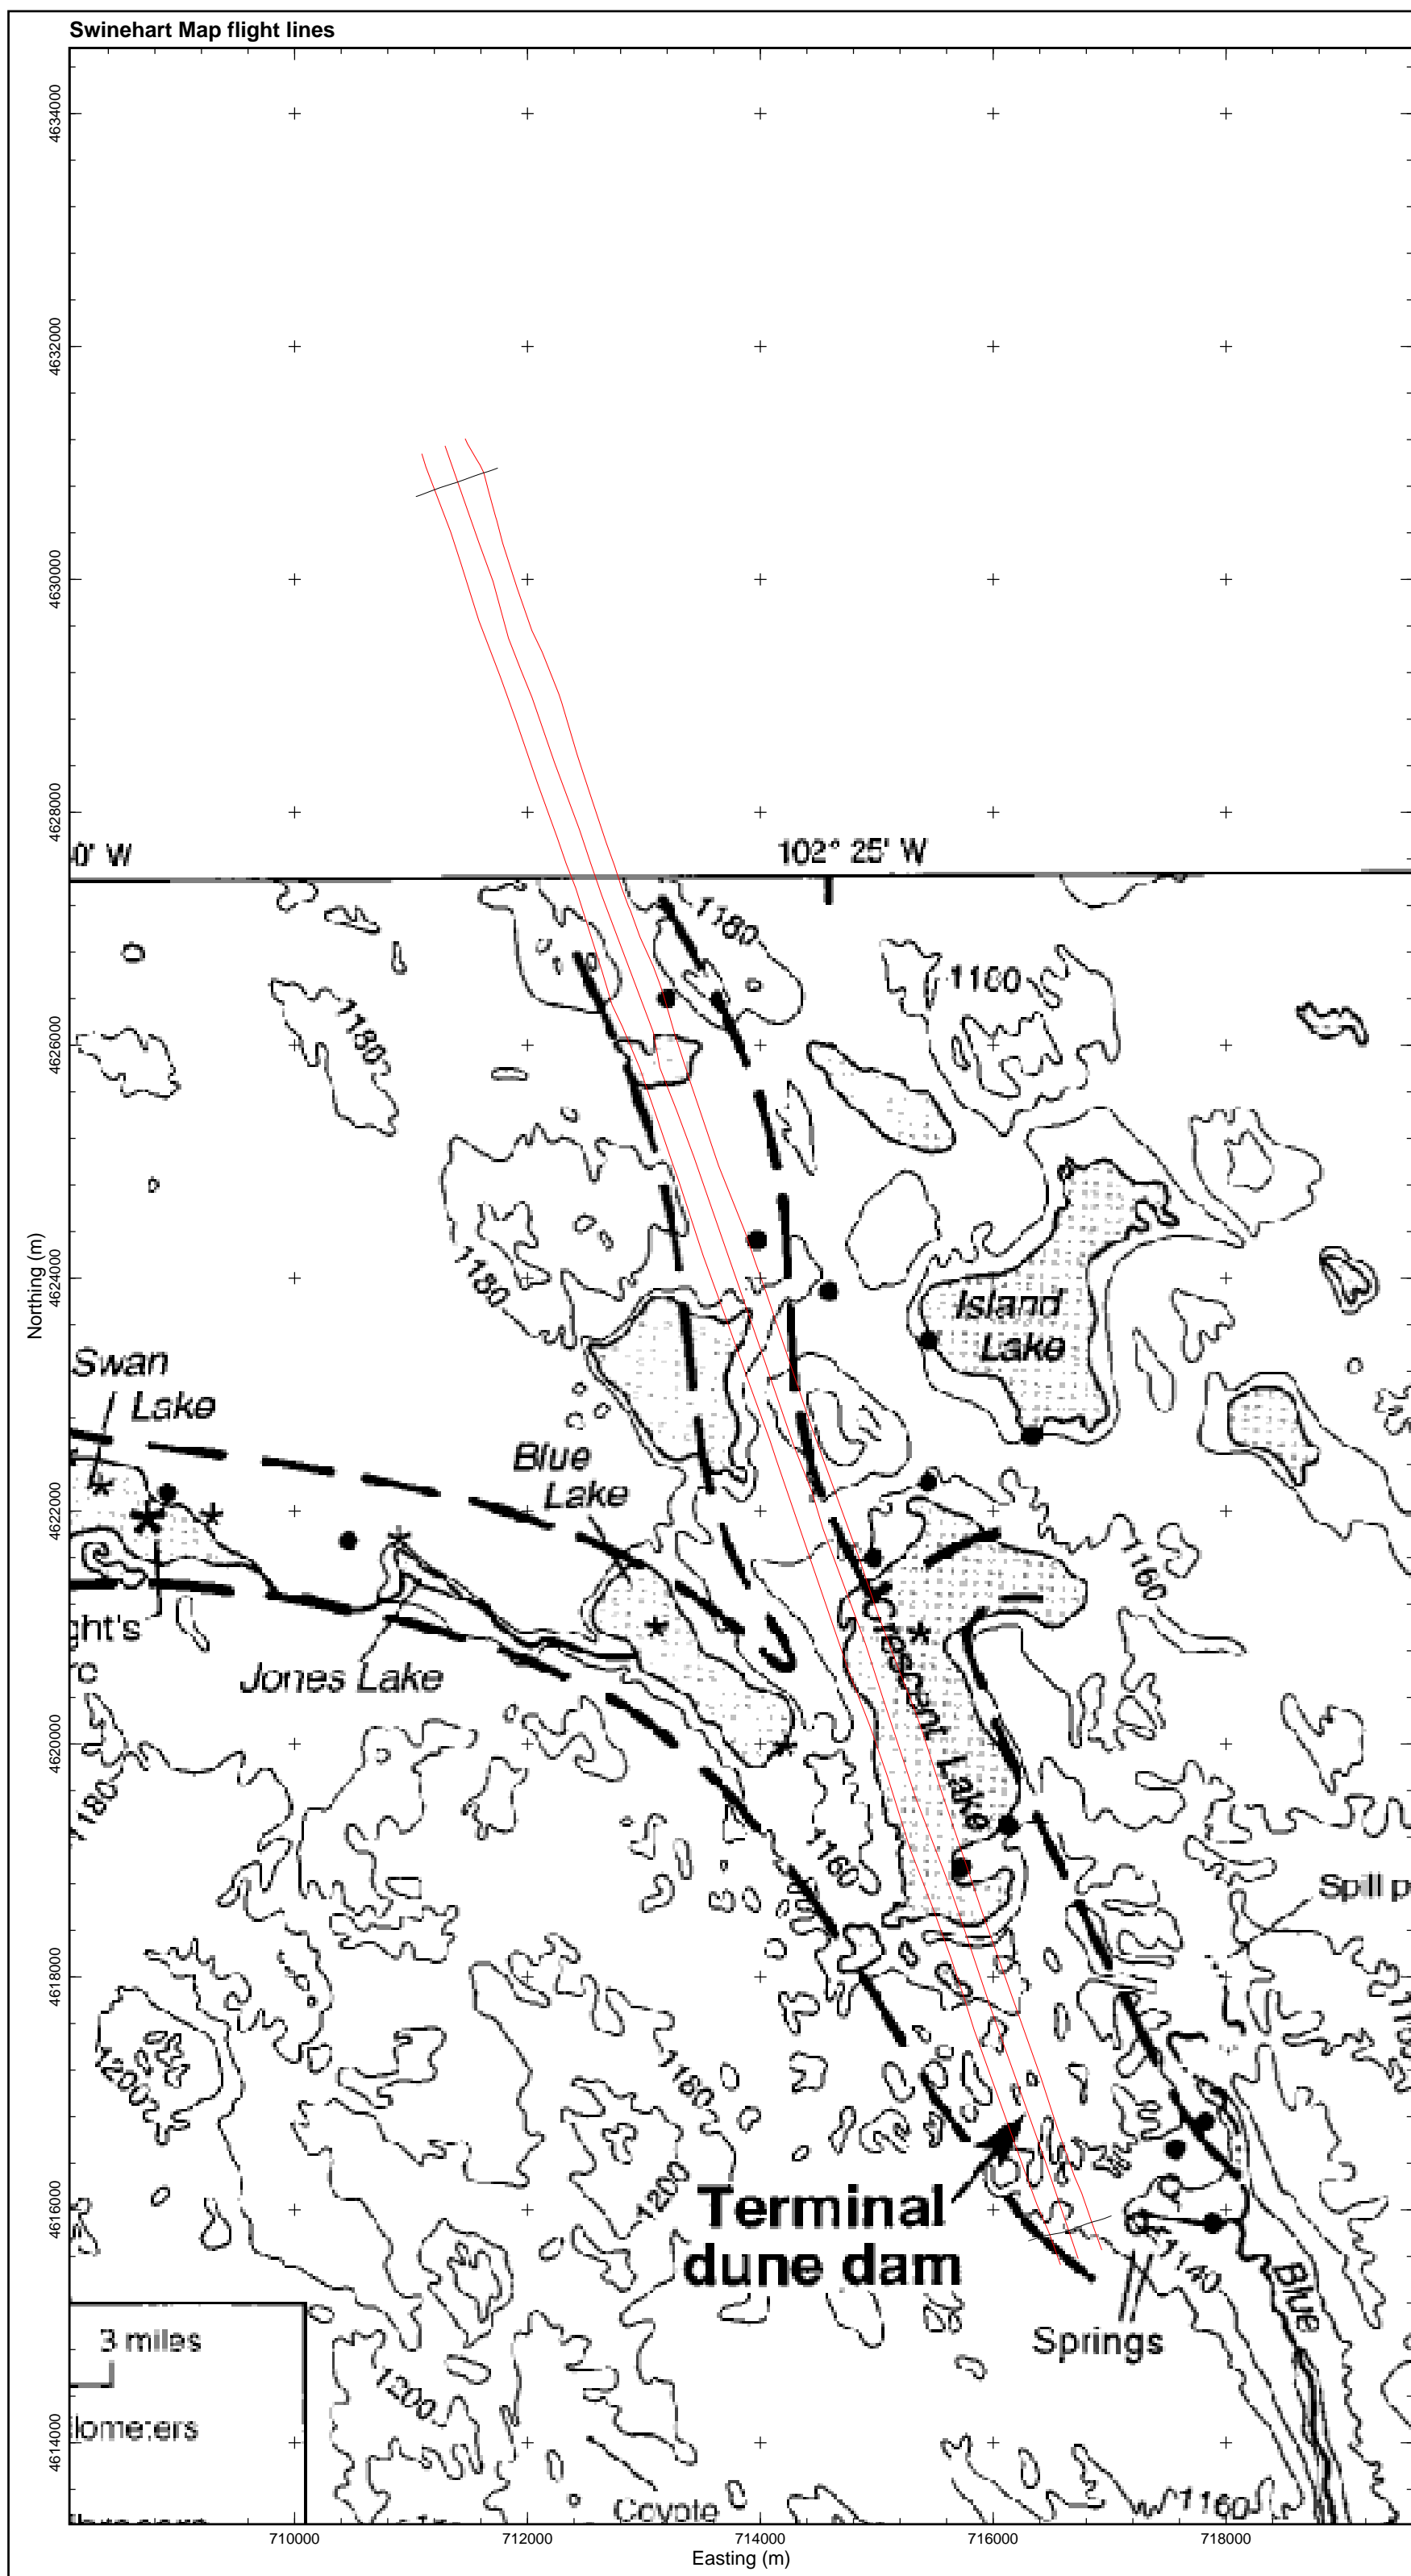 Swinehart Map flight lines
4634000
4632000
4630000
4628000
4626000
4624000
4622000
4620000
4618000
4616000
4614000
Northing (m)
0' W
102° 25' W
1180
1180
1180
1180
Island
Lake
Swan
Lake
Blue
Lake
1160
ght's
Jones Lake
Crescent Lake
1180
1160
Spill p
1200
1160
1200
Terminal
dune dam
1140
Blue
Springs
3 miles
1200
lometers
Coyote
1160
710000
712000
714000
716000
718000
Easting (m)